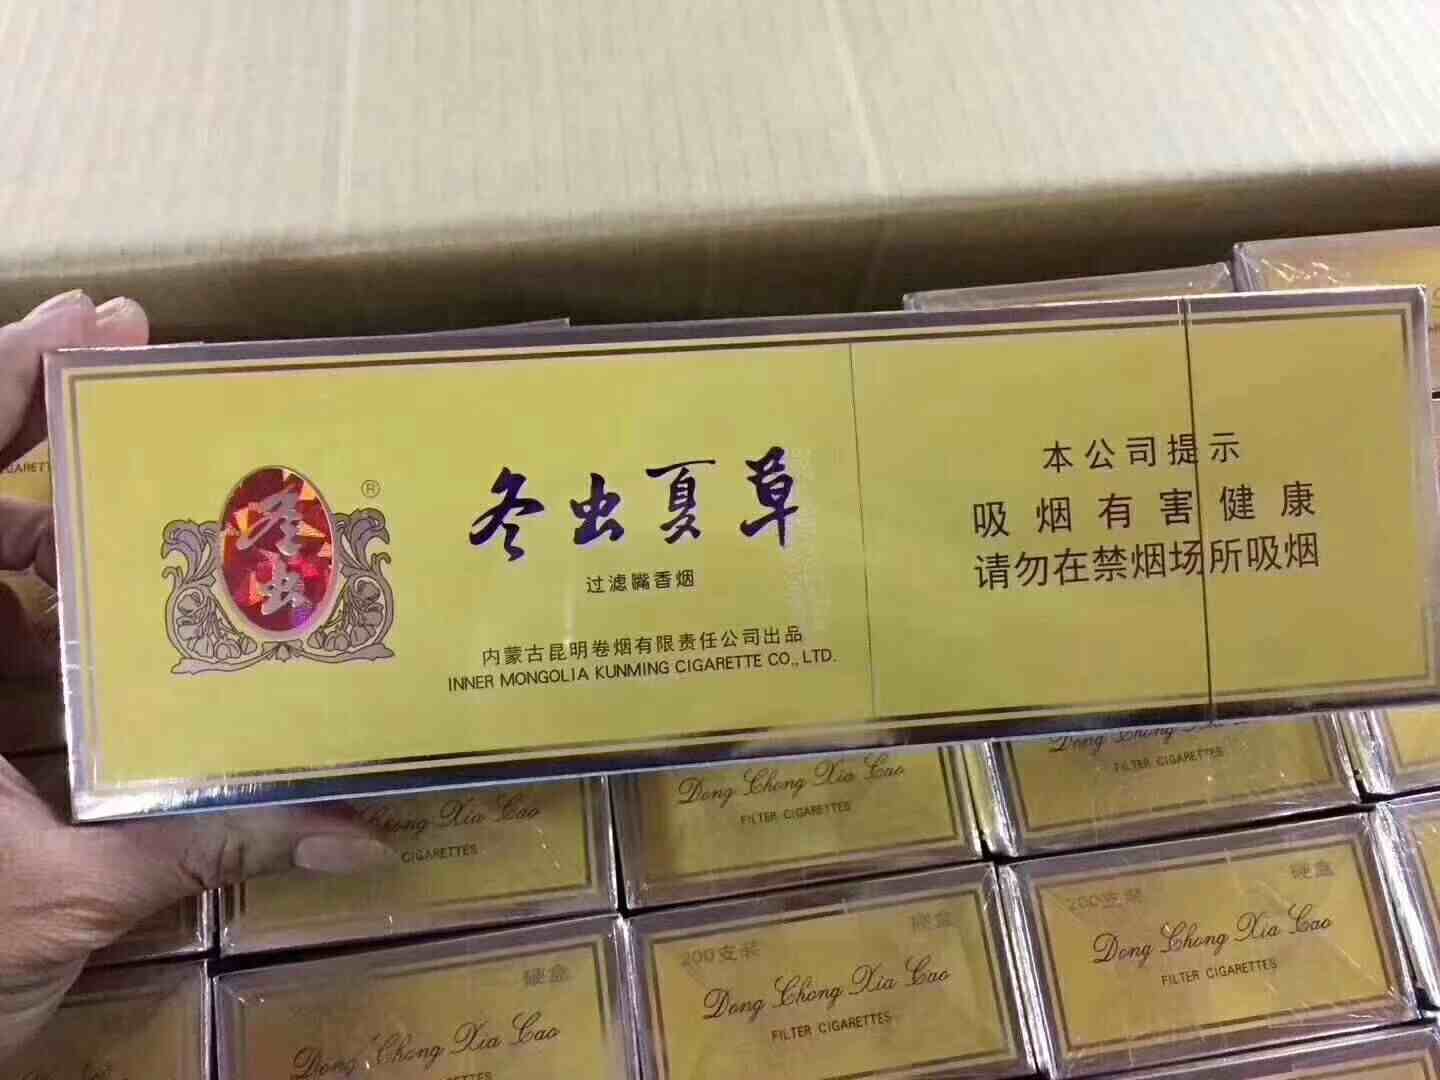 冬虫
®
冬虫夏草
过滤嘴香烟
内蒙古昆明卷烟有限责任公司出品
INNER MONGOLIA KUNMING CIGARETTE CO., LTD.
本公司提示
吸烟有害健康
请勿在禁烟场所吸烟
Chong Xia Cao
CIGARETTES
Dong Chong Xia Cao
FILTER CIGARETTES
Dong Chong
FILTER CIGARETTES
硬盒
Dong Chong Xia Cao
CIGARETTES
200支装
硬盒
Dong Chong Xia Cao
FILTER CIGARETTES
200支装
硬盒
Dong Chong Xia Cao
FILTER CIGARETTES